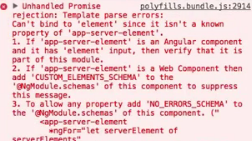 Unhandled Promise polyfills.bundle.js:2914
rejection: Template parse errors:
Can't bind to 'element' since it isn't a known
property of 'app-server-element'.
1. If 'app-server-element' is an Angular component
and it has 'element' input, then verify that it is
part of this module.
2. If 'app-server-element' is a Web Component then
add 'CUSTOM_ELEMENTS_SCHEMA' to the
'@NgModule.schemas' of this component to suppress
this message.
3. To allow any property add 'NO_ERRORS_SCHEMA' to
the '@NgModule.schemas' of this component. ("
<app-server-element
*ngFor="let serverElement of
serverElements"